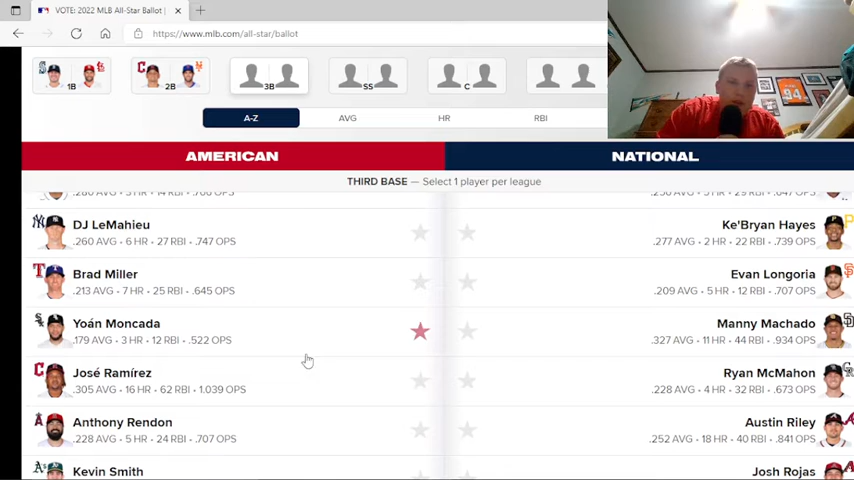 VOTE: 2022 MLB All-Star Ballot |
https://www.mlb.com/all-star/ballot
1B
2B
3B
SS
C
A-Z
AVG
HR
RBI
AMERICAN
NATIONAL
THIRD BASE — Select 1 player per league
DJ LeMahieu
.260 AVG • 6 HR • 27 RBI • .747 OPS
Ke'Bryan Hayes
.277 AVG • 2 HR • 22 RBI • .739 OPS
Brad Miller
.213 AVG • 7 HR • 25 RBI • .645 OPS
Evan Longoria
.209 AVG • 5 HR • 12 RBI • .707 OPS
Yoán Moncada
.179 AVG • 3 HR • 12 RBI • .522 OPS
Manny Machado
.327 AVG • 11 HR • 44 RBI • .934 OPS
José Ramírez
.305 AVG • 16 HR • 62 RBI • 1.039 OPS
Ryan McMahon
.228 AVG • 4 HR • 32 RBI • .673 OPS
Anthony Rendon
.228 AVG • 5 HR • 24 RBI • .707 OPS
Austin Riley
.252 AVG • 18 HR • 40 RBI • .841 OPS
Kevin Smith
Josh Rojas
94